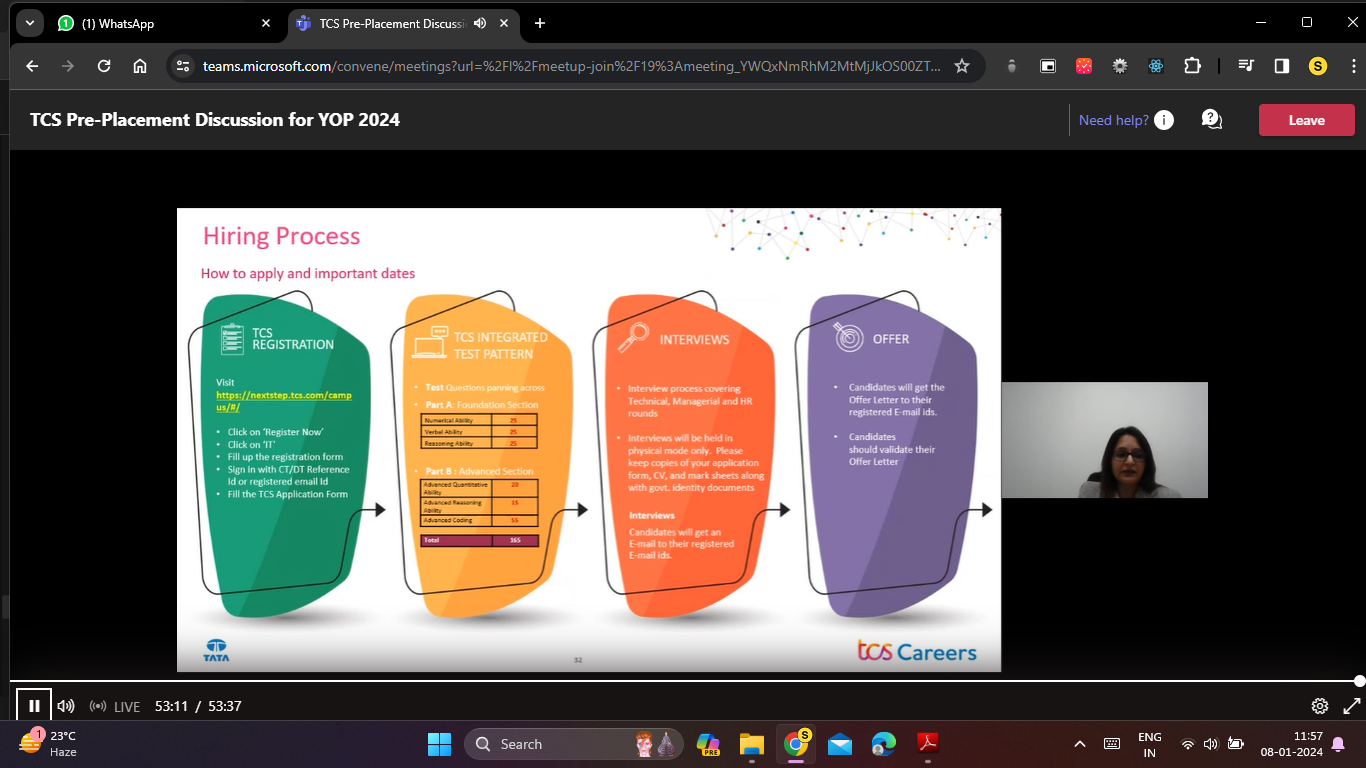 (1) WhatsApp
TCS Pre-Placement Discussi
teams.microsoft.com/convene/meetings?url=%2Fl%2Fmeetup-join%2F19%3Ameeting_YWQxNmRhM2MtMjJkOS00ZT...
S
TCS Pre-Placement Discussion for YOP 2024
Need help?
Leave
Hiring Process
How to apply and important dates
TCS
REGISTRATION
Visit
https://nextstep.tcs.com/camp
us/#/
• Click on 'Register Now'
• Click on 'IT'
• Fill up the registration form
• Sign in with CT/DT Reference
Id or registered email Id
• Fill the TCS Application Form
TCS INTEGRATED
TEST PATTERN
• Test Questions panning across
• Part A: Foundation Section
Numerical Ability 25
Verbal Ability 25
Reasoning Ability 25
• Part B : Advanced Section
Advanced Quantitative
Ability 20
Advanced Reasoning
Ability 15
Advanced Coding 55
Total 165
INTERVIEWS
• Interview process covering
Technical, Managerial and HR
rounds
• Interviews will be held in
physical mode only. Please
keep copies of your application
form, CV, and mark sheets along
with govt. identity documents
Interviews
Candidates will get an
E-mail to their registered
E-mail ids.
OFFER
• Candidates will get the
Offer Letter to their
registered E-mail ids.
• Candidates
should validate their
Offer Letter
TATA
32
tcs Careers
LIVE 53:11 / 53:37
1
23°C
Haze
Search
PRE
S
ENG
IN
11:57
08-01-2024